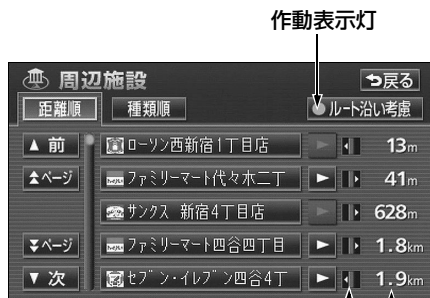 作動表示灯
周辺施設
戻る
距離順 種類順 ルート沿い考慮
▲ 前 ローソン西新宿1丁目店 13m
ページ ファミリーマート代々木二丁 41m
サンクス 新宿4丁目店 628m
ページ ファミリーマート四谷四丁目 1.8km
▼ 次 セブン・イレブン四谷4丁 1.9km